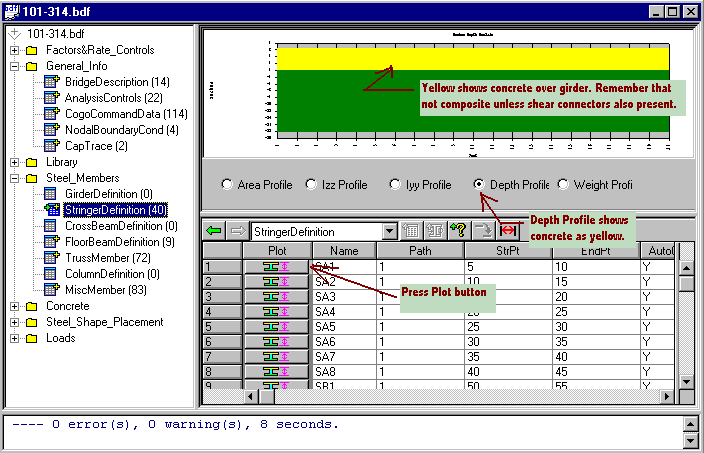 101-314.bdf
101-314.bdf
Factors&Rate_Controls
General_Info
BridgeDescription (14)
AnalysisControls (22)
CogoCommandData (114)
NodalBoundaryCond (4)
CapTrace (2)
Library
Steel_Members
GirderDefinition (0)
StringerDefinition (40)
CrossBeamDefinition (0)
FloorBeamDefinition (9)
TrussMember (72)
ColumnDefinition (0)
MiscMember (83)
Concrete
Steel_Shape_Placement
Loads
Yellow shows concrete over girder. Remember that
not composite unless shear connectors also present.
Area Profile Izz Profile Iyy Profile Depth Profile Weight Profi
Depth Profile shows
concrete as yellow.
StringerDefinition
Plot Name Path StrPt EndPt
1 SA1 1 5 10 Y
2 SA2 1 10 15 Y
3 SA3 20 Y
4 SA4 25 Y
5 SA5 1 25 30 Y
6 SA6 1 30 35 Y
7 SA7 1 35 40 Y
8 SA8 1 40 45 Y
9 SB1 1 50 55 Y
Press Plot button
---- 0 error(s), 0 warning(s), 8 seconds.